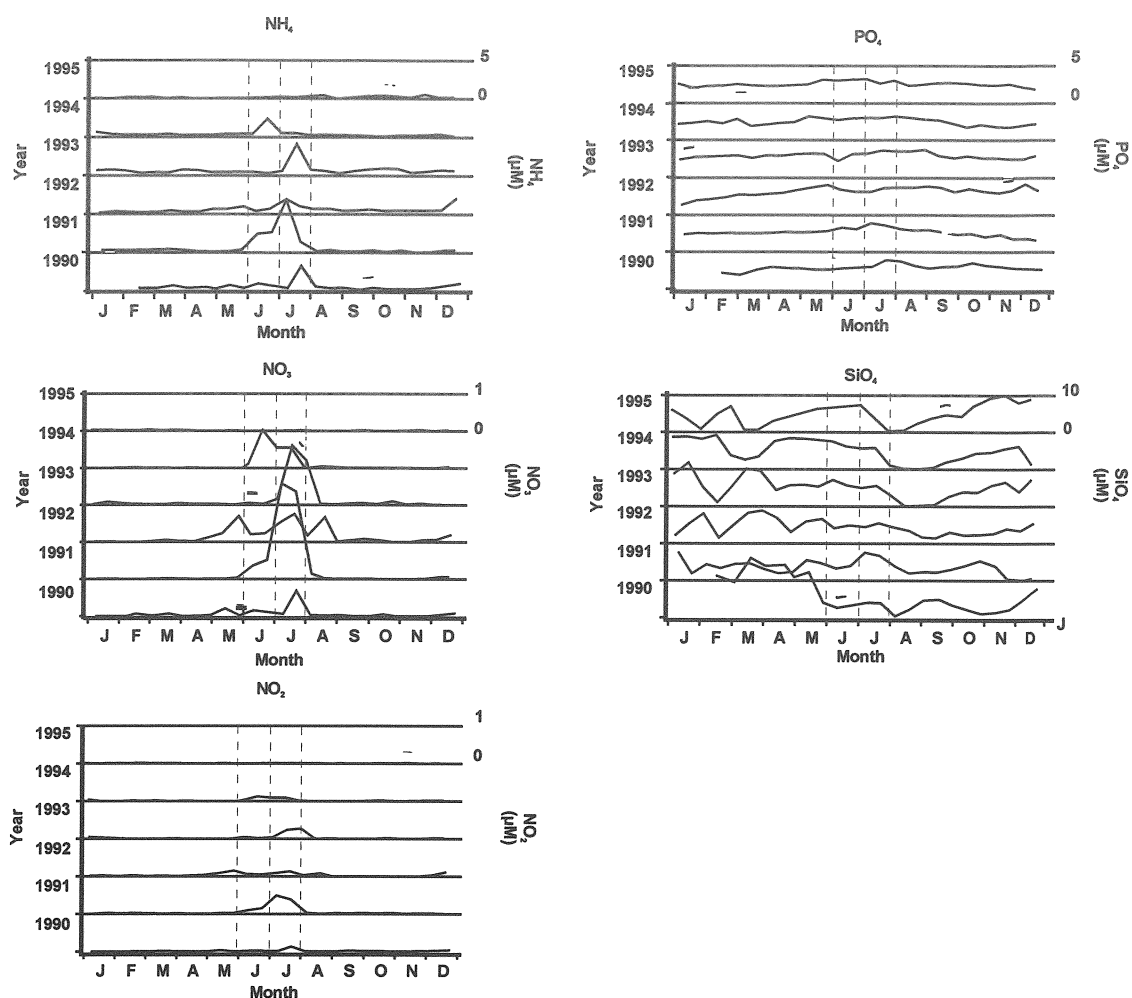 NH₄
5
1995
0
1994
1993
1992
1991
1990
Year
NH₄
(µM)
J F M A M J J A S O N D
Month
PO₄
5
1995
0
1994
1993
1992
1991
1990
Year
PO₄
(µM)
J F M A M J J A S O N D
Month
NO₃
1
1995
0
1994
1993
1992
1991
1990
Year
NO₃
(µM)
J F M A M J J A S O N D
Month
SiO₄
10
1995
0
1994
1993
1992
1991
1990
Year
SiO₄
(µM)
J F M A M J J A S O N D J
Month
NO₂
1
1995
0
1994
1993
1992
1991
1990
Year
NO₂
(µM)
J F M A M J J A S O N D
Month